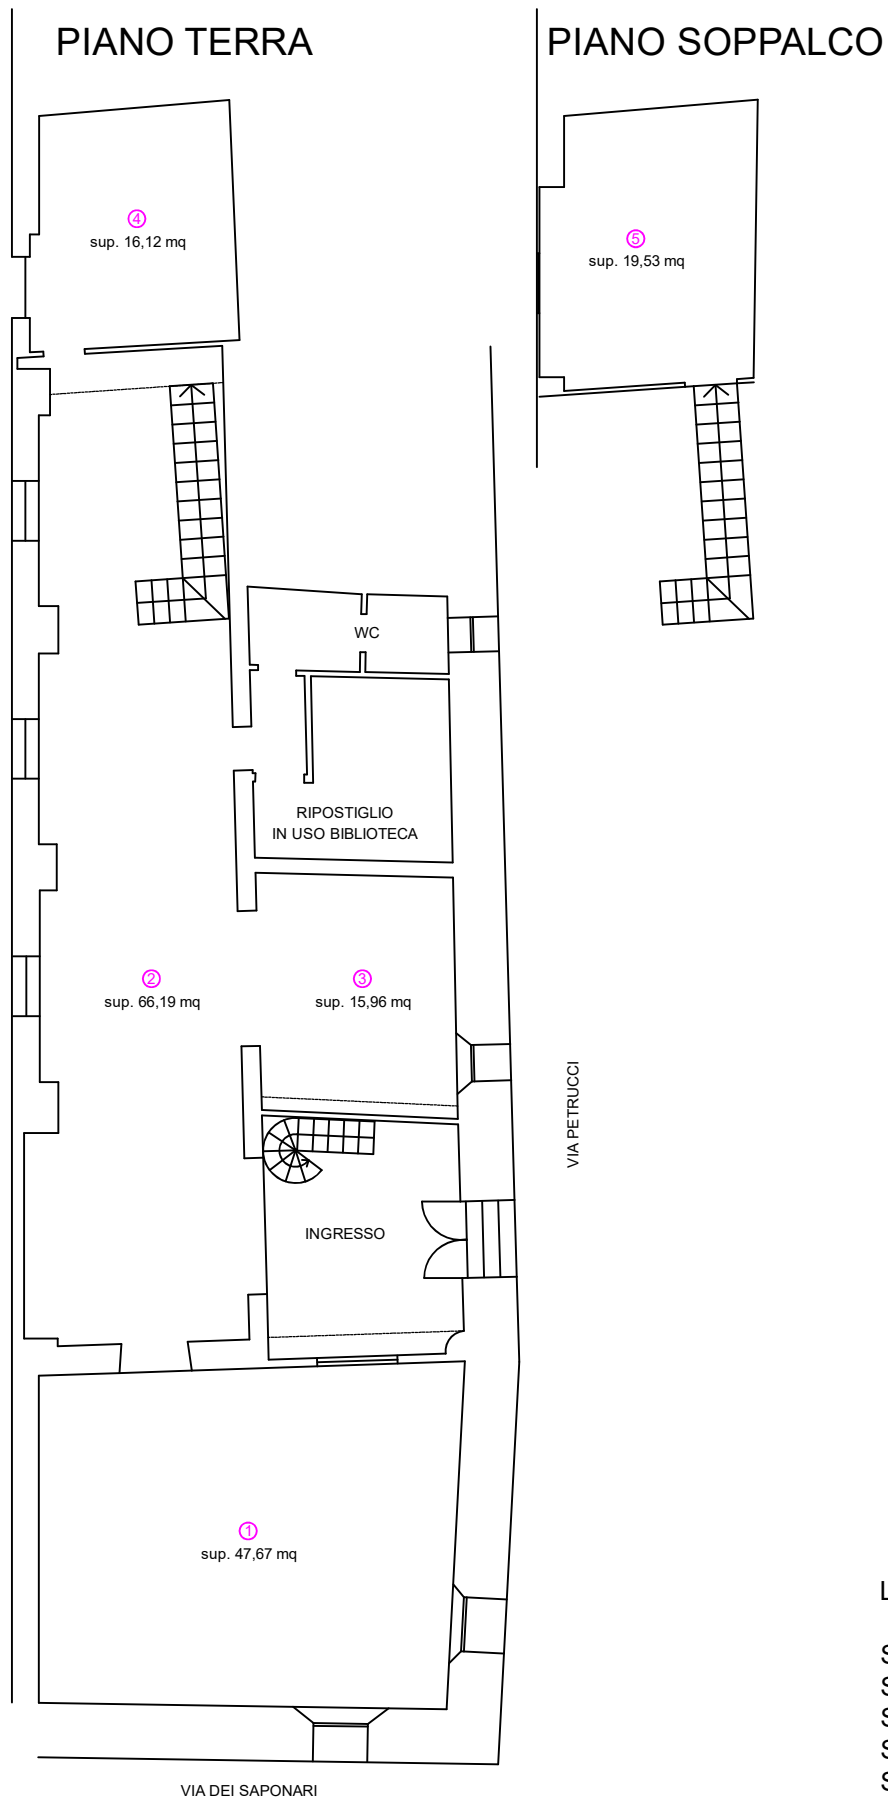 PIANO TERRA
PIANO SOPPALCO
4
sup. 16,12 mq
5
sup. 19,53 mq
WC
RIPOSTIGLIO
IN USO BIBLIOTECA
2
sup. 66,19 mq
3
sup. 15,96 mq
VIA PETRUCCI
INGRESSO
1
sup. 47,67 mq
VIA DEI SAPONARI